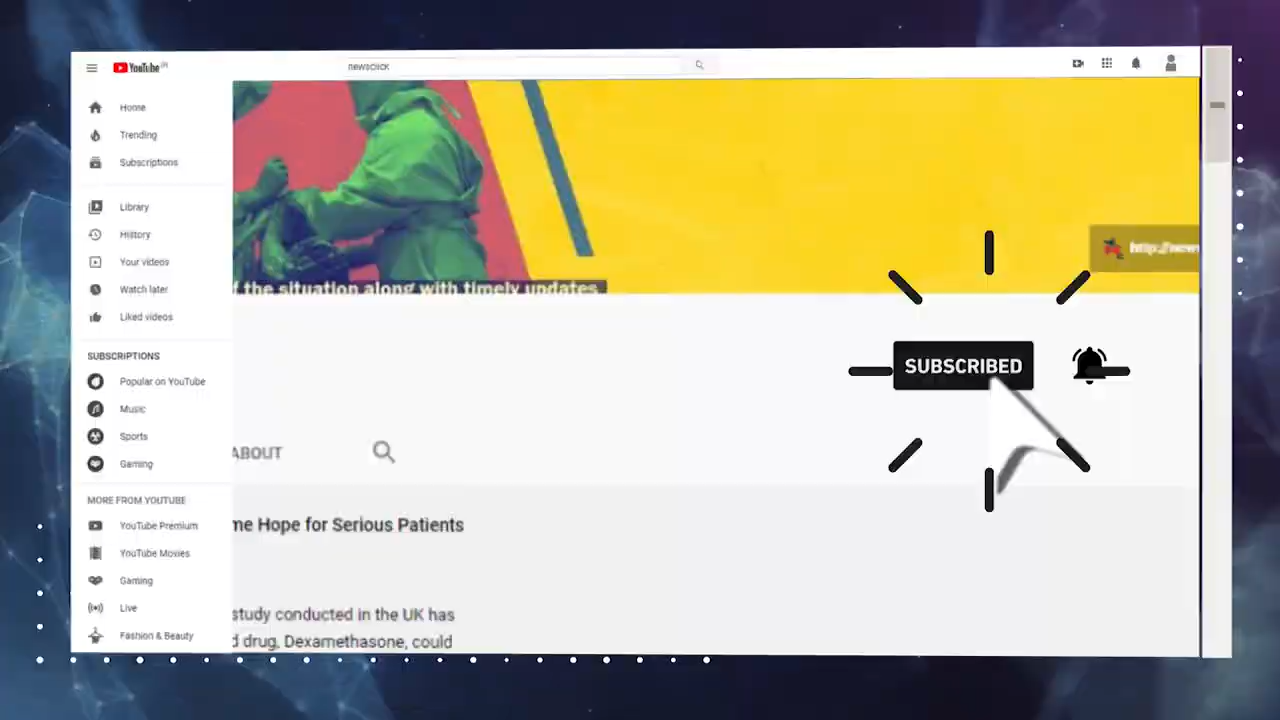 YouTube
newsclick
Home
Trending
Subscriptions
Library
History
Your videos
Watch later
Liked videos
SUBSCRIPTIONS
Popular on YouTube
Music
Sports
Gaming
MORE FROM YOUTUBE
YouTube Premium
YouTube Movies
Gaming
Live
Fashion & Beauty
http://news
f the situation along with timely updates.
SUBSCRIBED
ABOUT
me Hope for Serious Patients
study conducted in the UK has
d drug, Dexamethasone, could